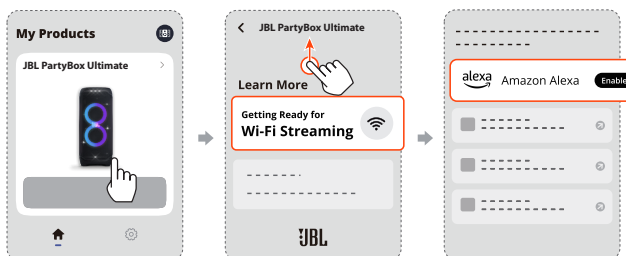 My Products
JBL PartyBox Ultimate
JBL PartyBox Ultimate
Learn More
Getting Ready for
Wi-Fi Streaming
JBL
alexa
Amazon Alexa
Enable